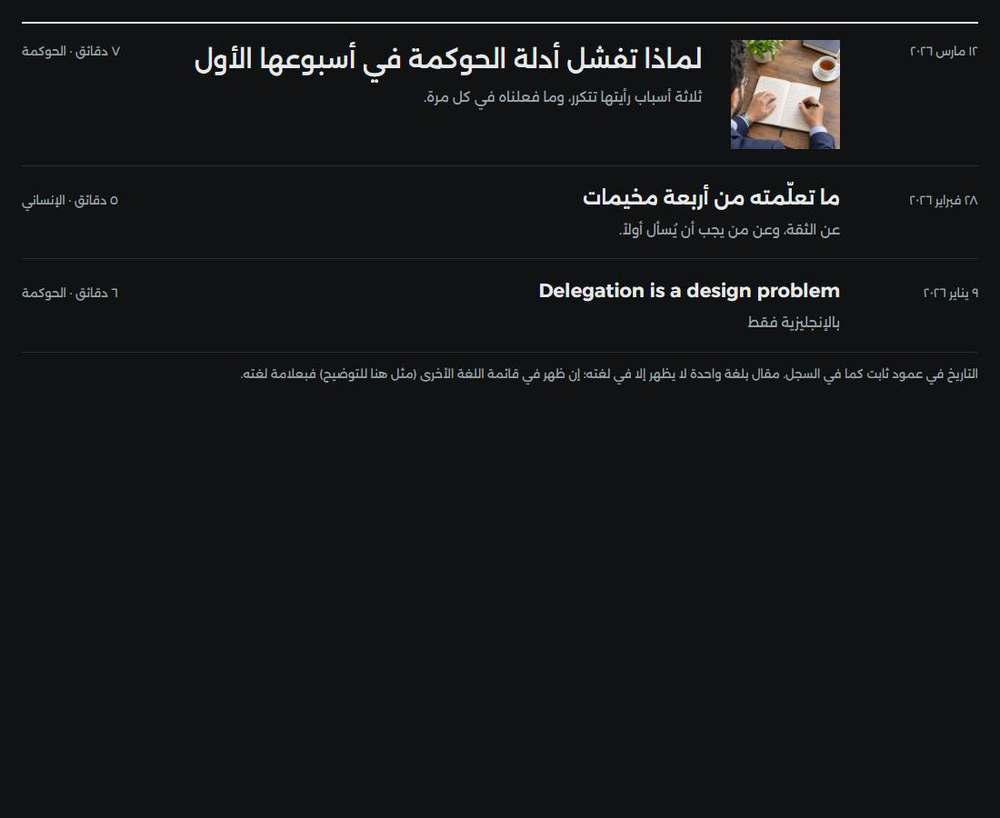 ١٢ مارس ٢٠٢٦
لماذا تفشل أدلة الحوكمة في أسبوعها الأول
٧ دقائق · الحوكمة
ثلاثة أسباب رأيتها تتكرر، وما فعلناه في كل مرة.
٢٨ فبراير ٢٠٢٦
ما تعلّمته من أربعة مخيمات
٥ دقائق · الإنساني
عن الثقة، وعن من يجب أن يُسأل أولاً.
٩ يناير ٢٠٢٦
Delegation is a design problem
٦ دقائق · الحوكمة
بالإنجليزية فقط
التاريخ في عمود ثابت كما في السجل. مقال بلغة واحدة لا يظهر إلا في لغته؛ إن ظهر في قائمة اللغة الأخرى (مثل هنا للتوضيح) فبعلامة لغته.